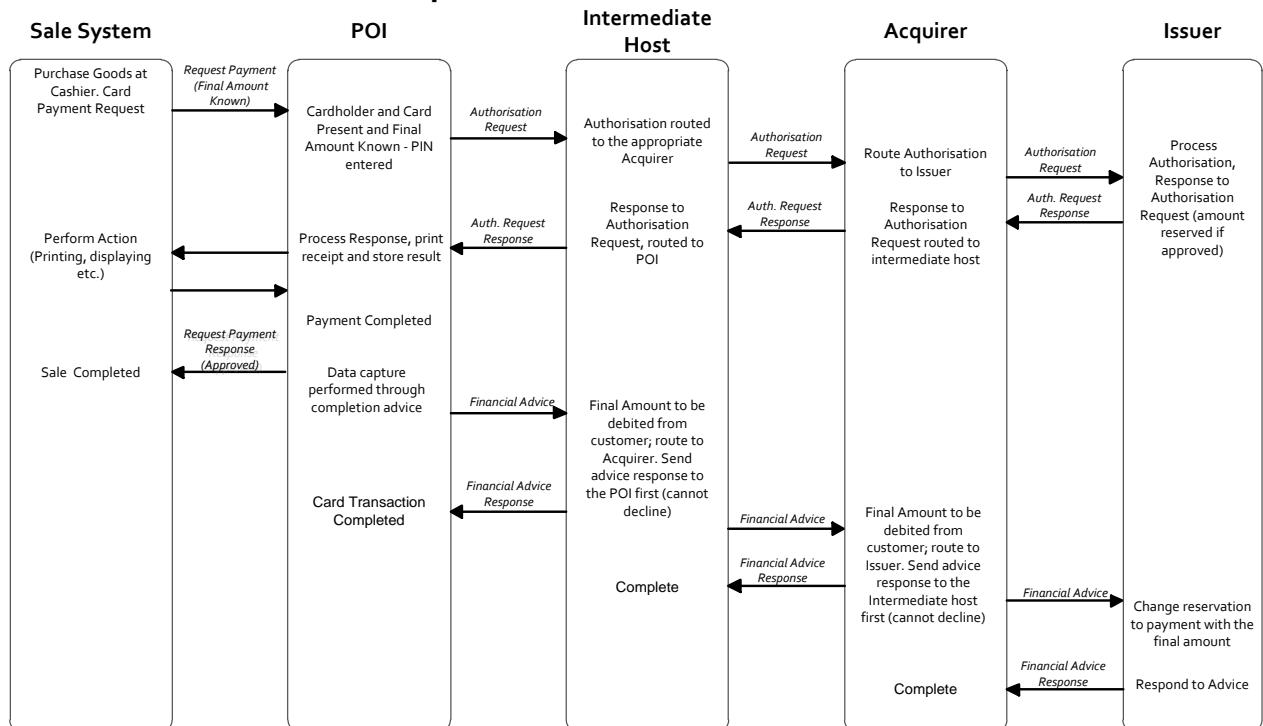 Sale System
POI
Intermediate
Host
Acquirer
Issuer
Purchase Goods at
Cashier. Card
Payment Request
Request Payment
(Final Amount
Known)
Cardholder and Card
Present and Final
Amount Known - PIN
entered
Authorisation
Request
Authorisation routed
to the appropriate
Acquirer
Authorisation
Request
Route Authorisation
to Issuer
Authorisation
Request
Process
Authorisation,
Response to
Authorisation
Request (amount
reserved if
approved)
Auth. Request
Response
Response to
Authorisation
Request routed to
intermediate host
Auth. Request
Response
Response to
Authorisation
Request, routed to
POI
Auth. Request
Response
Process Response, print
receipt and store result
Perform Action
(Printing, displaying
etc.)
Payment Completed
Request Payment
Response
(Approved)
Sale Completed
Data capture
performed through
completion advice
Financial Advice
Final Amount to be
debited from
customer; route to
Acquirer. Send
advice response to
the POI first (cannot
decline)
Financial Advice
Response
Card Transaction
Completed
Financial Advice
Final Amount to be
debited from
customer; route to
Issuer. Send advice
response to the
Intermediate host
first (cannot decline)
Financial Advice
Response
Complete
Financial Advice
Change reservation
to payment with the
final amount
Financial Advice
Response
Respond to Advice
Complete